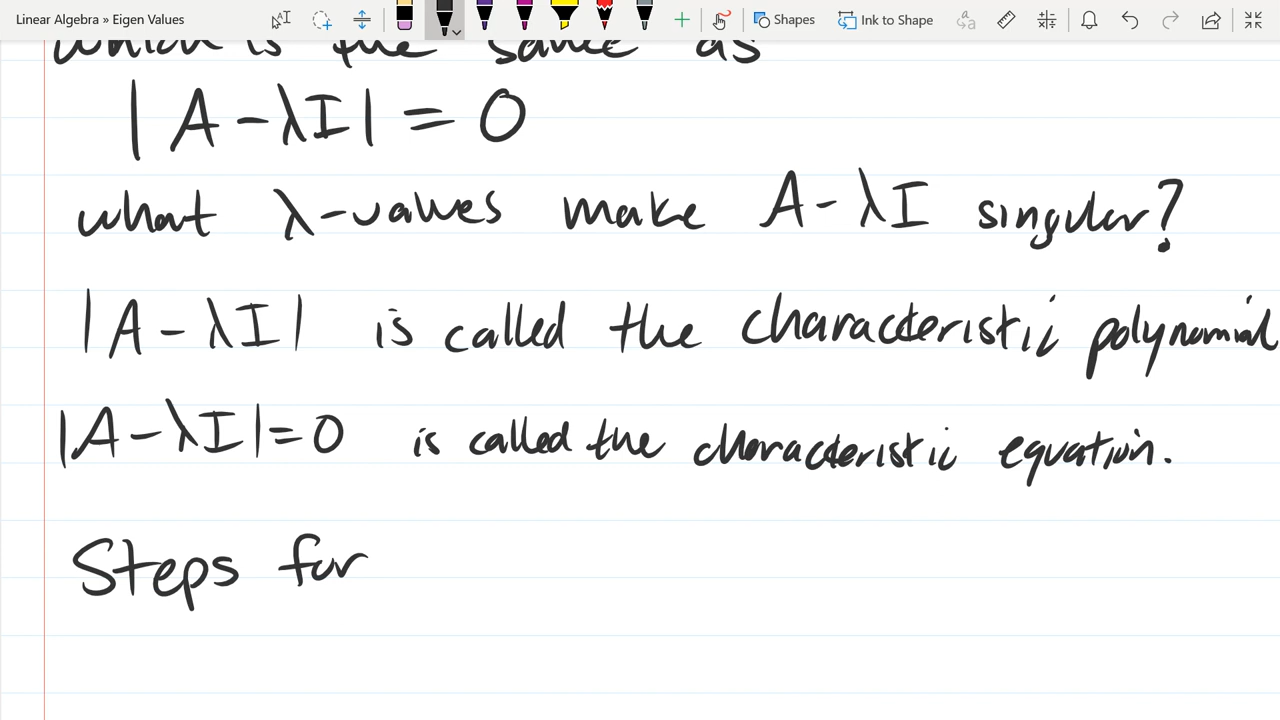 Linear Algebra » Eigen Values
Shapes
Ink to Shape
which is the same as
|A-λI| = 0
what λ-values make A-λI singular?
|A-λI| is called the characteristic polynomial
|A-λI|=0 is called the characteristic equation.
Steps for